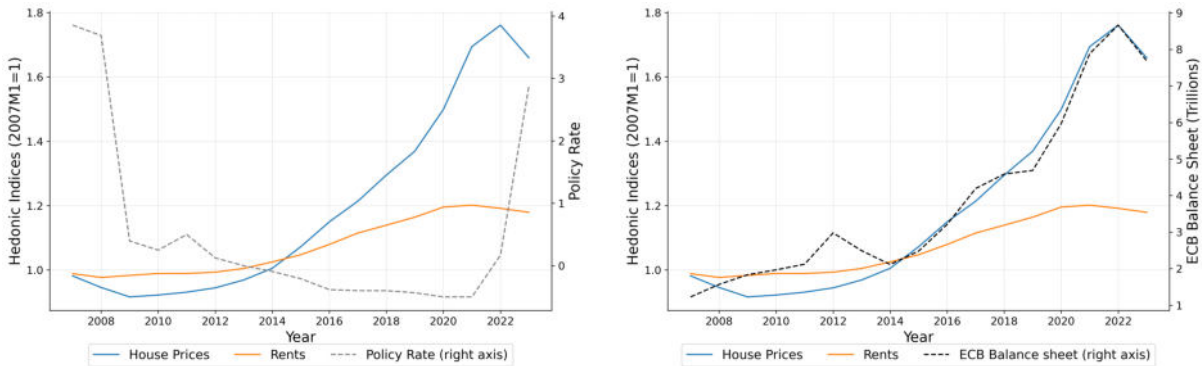 Hedonic Indices (2007M1=1)
1.8
1.6
1.4
1.2
1.0
4
3
2
1
0
Policy Rate
2008 2010 2012 2014 2016 2018 2020 2022
Year
House Prices Rents Policy Rate (right axis)
Hedonic Indices (2007M1=1)
1.8
1.6
1.4
1.2
1.0
9
8
7
6
5
4
3
2
1
ECB Balance Sheet (Trillions)
2008 2010 2012 2014 2016 2018 2020 2022
Year
House Prices Rents ECB Balance sheet (right axis)